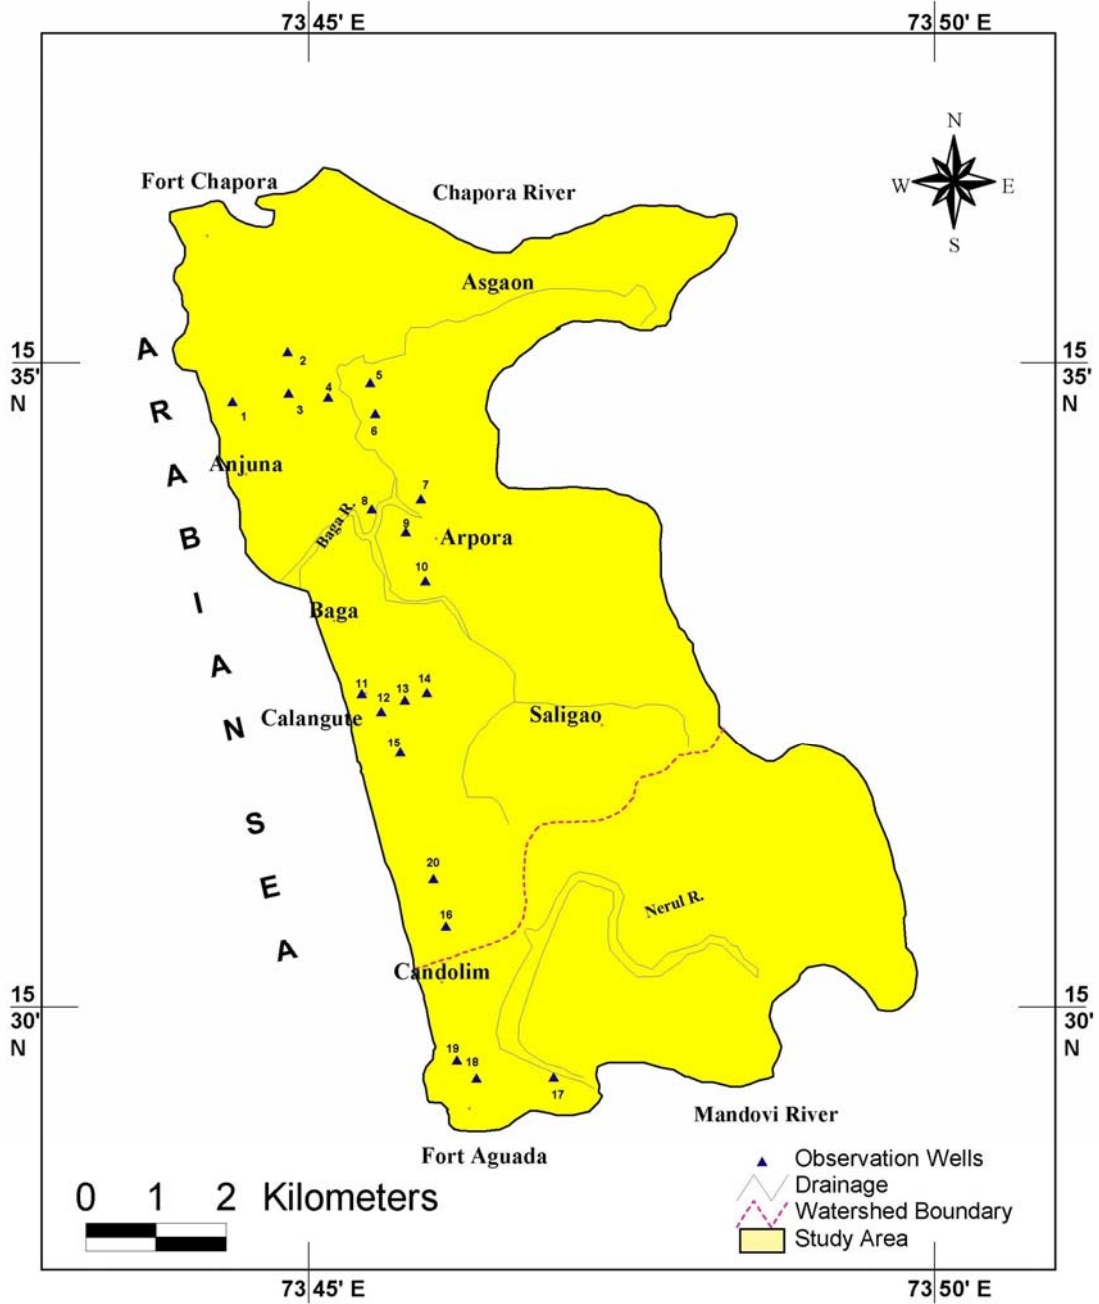 73 45' E
73 50' E
N
W
E
S
Fort Chapora
Chapora River
Asgaon
15
35'
N
15
35'
N
ARABIAN SEA
2
5
4
3
1
6
Anjuna
7
8
Baga R.
9
Arpora
10
Baga
11
12
13
14
Calangute
Saligao
15
20
Nerul R.
16
Candolim
15
30'
N
15
30'
N
19
18
17
Mandovi River
Fort Aguada
Observation Wells
Drainage
Watershed Boundary
Study Area
0 1 2 Kilometers
73 45' E
73 50' E